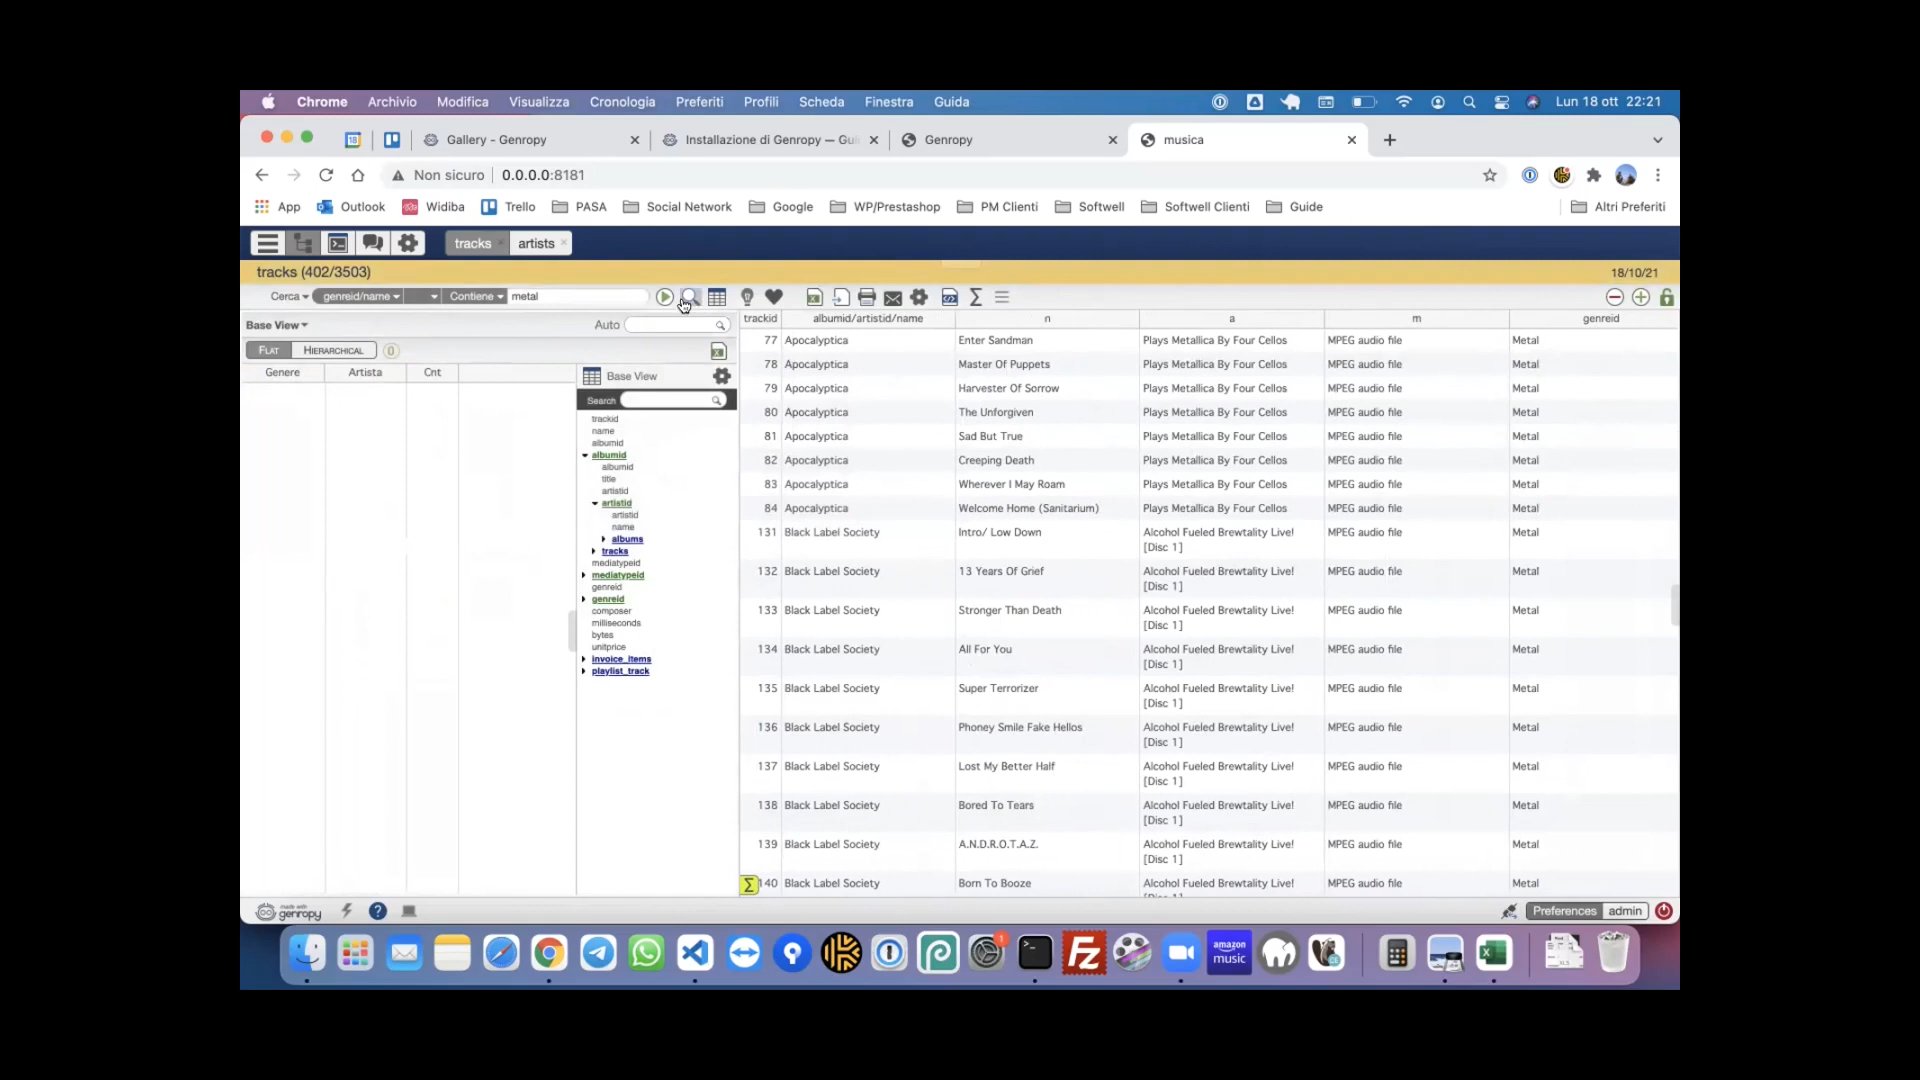 Chrome Archivio Modifica Visualizza Cronologia Preferiti Profili Scheda Finestra Guida Lun 18 ott 22:21
18 Gallery - Genropy Installazione di Genropy — Gui Genropy musica
Non sicuro 0.0.0.0:8181
App Outlook Widiba Trello PASA Social Network Google WP/Prestashop PM Clienti Softwell Softwell Clienti Guide Altri Preferiti
tracks artists
tracks (402/3503) 18/10/21
Cerca genreid/name Contiene metal
Base View Auto
FLAT HIERARCHICAL 0
Genere Artista Cnt
Base View
Search
trackid
name
albumid
albumid
albumid
title
artistid
artistid
artistid
name
albums
tracks
mediatypeid
mediatypeid
genreid
genreid
composer
milliseconds
bytes
unitprice
invoice_items
playlist_track
trackid albumid/artistid/name n a m genreid
77 Apocalyptica Enter Sandman Plays Metallica By Four Cellos MPEG audio file Metal
78 Apocalyptica Master Of Puppets Plays Metallica By Four Cellos MPEG audio file Metal
79 Apocalyptica Harvester Of Sorrow Plays Metallica By Four Cellos MPEG audio file Metal
80 Apocalyptica The Unforgiven Plays Metallica By Four Cellos MPEG audio file Metal
81 Apocalyptica Sad But True Plays Metallica By Four Cellos MPEG audio file Metal
82 Apocalyptica Creeping Death Plays Metallica By Four Cellos MPEG audio file Metal
83 Apocalyptica Wherever I May Roam Plays Metallica By Four Cellos MPEG audio file Metal
84 Apocalyptica Welcome Home (Sanitarium) Plays Metallica By Four Cellos MPEG audio file Metal
131 Black Label Society Intro/ Low Down Alcohol Fueled Brewtality Live! MPEG audio file Metal
[Disc 1]
132 Black Label Society 13 Years Of Grief Alcohol Fueled Brewtality Live! MPEG audio file Metal
[Disc 1]
133 Black Label Society Stronger Than Death Alcohol Fueled Brewtality Live! MPEG audio file Metal
[Disc 1]
134 Black Label Society All For You Alcohol Fueled Brewtality Live! MPEG audio file Metal
[Disc 1]
135 Black Label Society Super Terrorizer Alcohol Fueled Brewtality Live! MPEG audio file Metal
[Disc 1]
136 Black Label Society Phoney Smile Fake Hellos Alcohol Fueled Brewtality Live! MPEG audio file Metal
[Disc 1]
137 Black Label Society Lost My Better Half Alcohol Fueled Brewtality Live! MPEG audio file Metal
[Disc 1]
138 Black Label Society Bored To Tears Alcohol Fueled Brewtality Live! MPEG audio file Metal
[Disc 1]
139 Black Label Society A.N.D.R.O.T.A.Z. Alcohol Fueled Brewtality Live! MPEG audio file Metal
[Disc 1]
Σ 140 Black Label Society Born To Booze Alcohol Fueled Brewtality Live! MPEG audio file Metal
made with
genropy Preferences admin
1
amazon
music